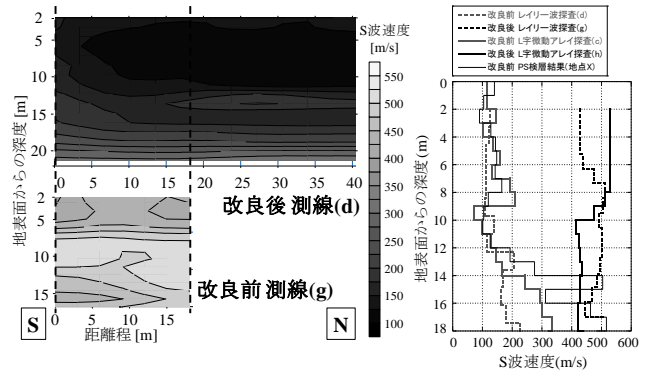 S波速度
[m/s]
550
500
450
400
350
300
250
200
150
100
地表面からの深度 [m]
2
5
10
15
20
0 5 10 15 20 25 30 35 40
改良後 測線(d)
2
5
10
15
改良前 測線(g)
S
0 5 10 15
距離程 [m]
N
改良前 レイリー波探査(d)
改良後 レイリー波探査(g)
改良前 L字微動アレイ探査(c)
改良後 L字微動アレイ探査(h)
改良前 PS検層結果(地点X)
地表面からの深度(m)
0
2
4
6
8
10
12
14
16
18
0 100 200 300 400 500 600
S波速度(m/s)